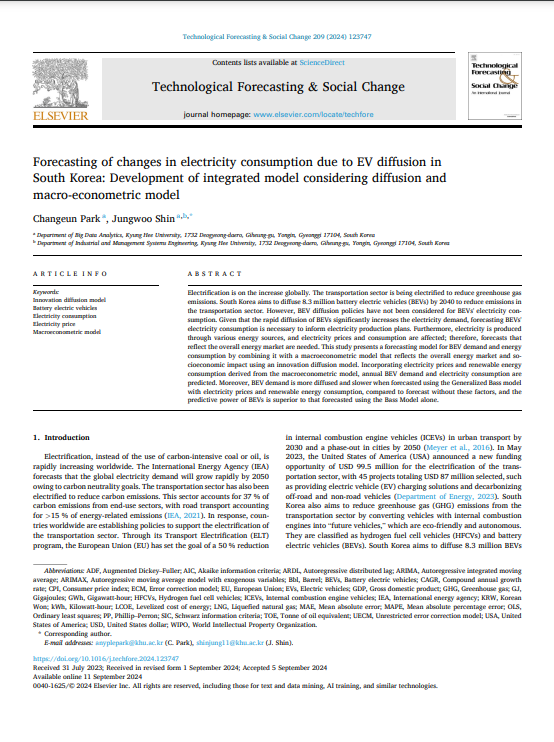 Technological Forecasting & Social Change 209 (2024) 123747
Contents lists available at ScienceDirect
Technological Forecasting & Social Change
journal homepage: www.elsevier.com/locate/techfore
ELSEVIER
Technological
Forecasting
&
Social Change
An International Journal
Forecasting of changes in electricity consumption due to EV diffusion in
South Korea: Development of integrated model considering diffusion and
macro-econometric model
Changeun Park a, Jungwoo Shin a,b,*
a Department of Big Data Analytics, Kyung Hee University, 1732 Deogyeong-daero, Giheung-gu, Yongin, Gyeonggi 17104, South Korea
b Department of Industrial and Management Systems Engineering, Kyung Hee University, 1732 Deogyeong-daero, Giheung-gu, Yongin, Gyeonggi 17104, South Korea
ARTICLE INFO
Keywords:
Innovation diffusion model
Battery electric vehicles
Electricity consumption
Electricity price
Macroeconometric model
ABSTRACT
Electrification is on the increase globally. The transportation sector is being electrified to reduce greenhouse gas
emissions. South Korea aims to diffuse 8.3 million battery electric vehicles (BEVs) by 2040 to reduce emissions in
the transportation sector. However, BEV diffusion policies have not been considered for BEVs' electricity con-
sumption. Given that the rapid diffusion of BEVs significantly increases the electricity demand, forecasting BEVs'
electricity consumption is necessary to inform electricity production plans. Furthermore, electricity is produced
through various energy sources, and electricity prices and consumption are affected; therefore, forecasts that
reflect the overall energy market are needed. This study presents a forecasting model for BEV demand and energy
consumption by combining it with a macroeconometric model that reflects the overall energy market and so-
cioeconomic impact using an innovation diffusion model. Incorporating electricity prices and renewable energy
consumption derived from the macroeconometric model, annual BEV demand and electricity consumption are
predicted. Moreover, BEV demand is more diffused and slower when forecasted using the Generalized Bass model
with electricity prices and renewable energy consumption, compared to forecast without these factors, and the
predictive power of BEVs is superior to that forecasted using the Bass Model alone.
1. Introduction
Electrification, instead of the use of carbon-intensive coal or oil, is
rapidly increasing worldwide. The International Energy Agency (IEA)
forecasts that the global electricity demand will grow rapidly by 2050
owing to carbon neutrality goals. The transportation sector has also been
electrified to reduce carbon emissions. This sector accounts for 37 % of
carbon emissions from end-use sectors, with road transport accounting
for >15 % of energy-related emissions (IEA, 2021). In response, coun-
tries worldwide are establishing policies to support the electrification of
the transportation sector. Through its Transport Electrification (ELT)
program, the European Union (EU) has set the goal of a 50 % reduction
in internal combustion engine vehicles (ICEVs) in urban transport by
2030 and a phase-out in cities by 2050 (Meyer et al., 2016). In May
2023, the United States of America (USA) announced a new funding
opportunity of USD 99.5 million for the electrification of the trans-
portation sector, with 45 projects totaling USD 87 million selected, such
as providing electric vehicle (EV) charging solutions and decarbonizing
off-road and non-road vehicles (Department of Energy, 2023). South
Korea also aims to reduce greenhouse gas (GHG) emissions from the
transportation sector by converting vehicles with internal combustion
engines into "future vehicles," which are eco-friendly and autonomous.
They are classified as hydrogen fuel cell vehicles (HFCVs) and battery
electric vehicles (BEVs). South Korea aims to diffuse 8.3 million BEVs
Abbreviations: ADF, Augmented Dickey–Fuller; AIC, Akaike information criteria; ARDL, Autoregressive distributed lag; ARIMA, Autoregressive integrated moving
average; ARIMAX, Autoregressive moving average model with exogenous variables; Bbl, Barrel; BEVs, Battery electric vehicles; CAGR, Compound annual growth
rate; CPI, Consumer price index; ECM, Error correction model; EU, European Union; EVs, Electric vehicles; GDP, Gross domestic product; GHG, Greenhouse gas; GJ,
Gigajoules; GWh, Gigawatt-hour; HFCVs, Hydrogen fuel cell vehicles; ICEVs, Internal combustion engine vehicles; IEA, International energy agency; KRW, Korean
Won; kWh, Kilowatt-hour; LCOE, Levelized cost of energy; LNG, Liquefied natural gas; MAE, Mean absolute error; MAPE, Mean absolute percentage error; OLS,
Ordinary least squares; PP, Phillip–Perron; SIC, Schwarz information criteria; TOE, Tonne of oil equivalent; UECM, Unrestricted error correction model; USA, United
States; USD, United States dollar; WIPO, World Intellectual Property Organization.
* Corresponding author.
E-mail addresses: amyplepark@khu.ac.kr (C. Park), shinjung11@khu.ac.kr (J. Shin).
https://doi.org/10.1016/j.techfore.2024.123747
Received 31 July 2023; Received in revised form 1 September 2024; Accepted 5 September 2024
Available online 11 September 2024
0040-1625/© 2024 Elsevier Inc. All rights are reserved, including those for text and data mining, AI training, and similar technologies.